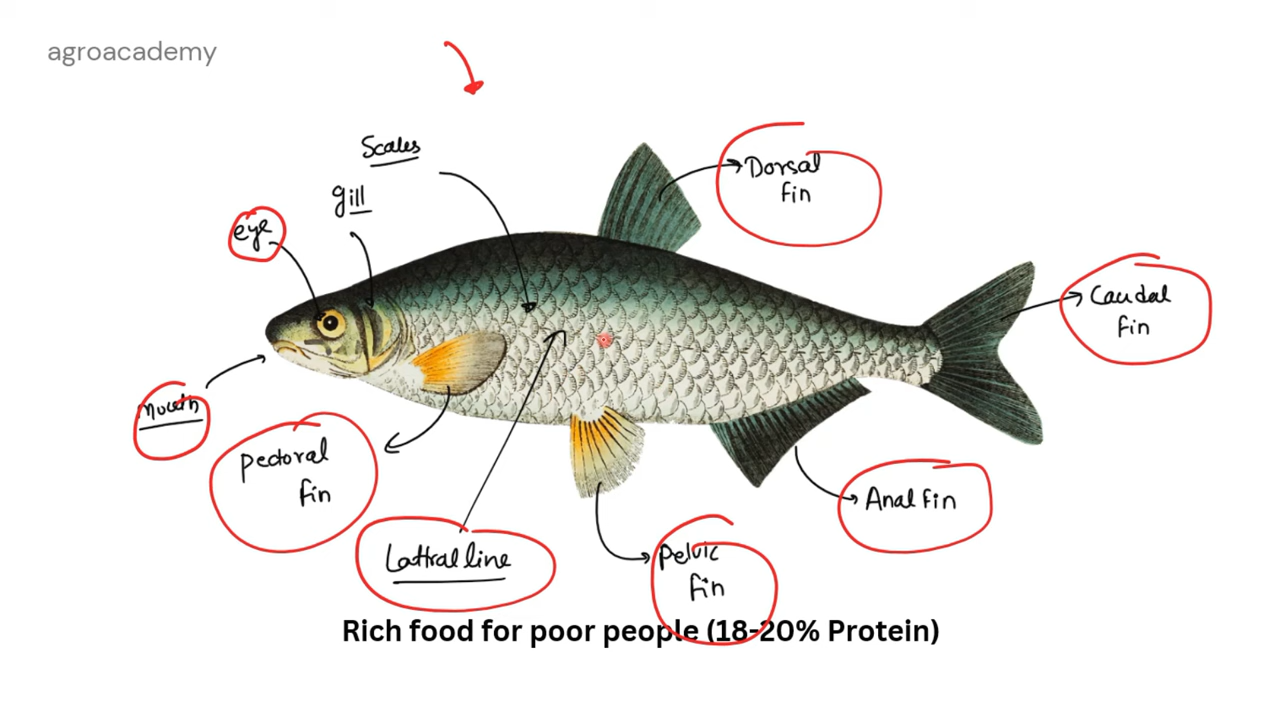 agroacademy
Scales
gill
eye
Dorsal
fin
Caudal
fin
Mouth
Pectoral
fin
Lattral line
Pelvic
fin
Anal fin
Rich food for poor people (18-20% Protein)